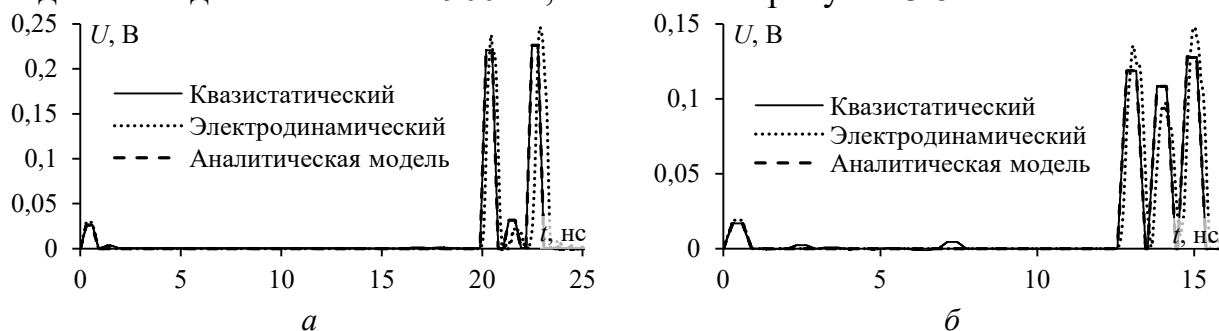 0,25
U, В
0,2
0,15
0,1
0,05
0
Квазистатический
Электродинамический
Аналитическая модель
t, нс
0 5 10 15 20 25
а
0,15
U, В
0,1
0,05
0
Квазистатический
Электродинамический
Аналитическая модель
t, нс
0 5 10 15
б